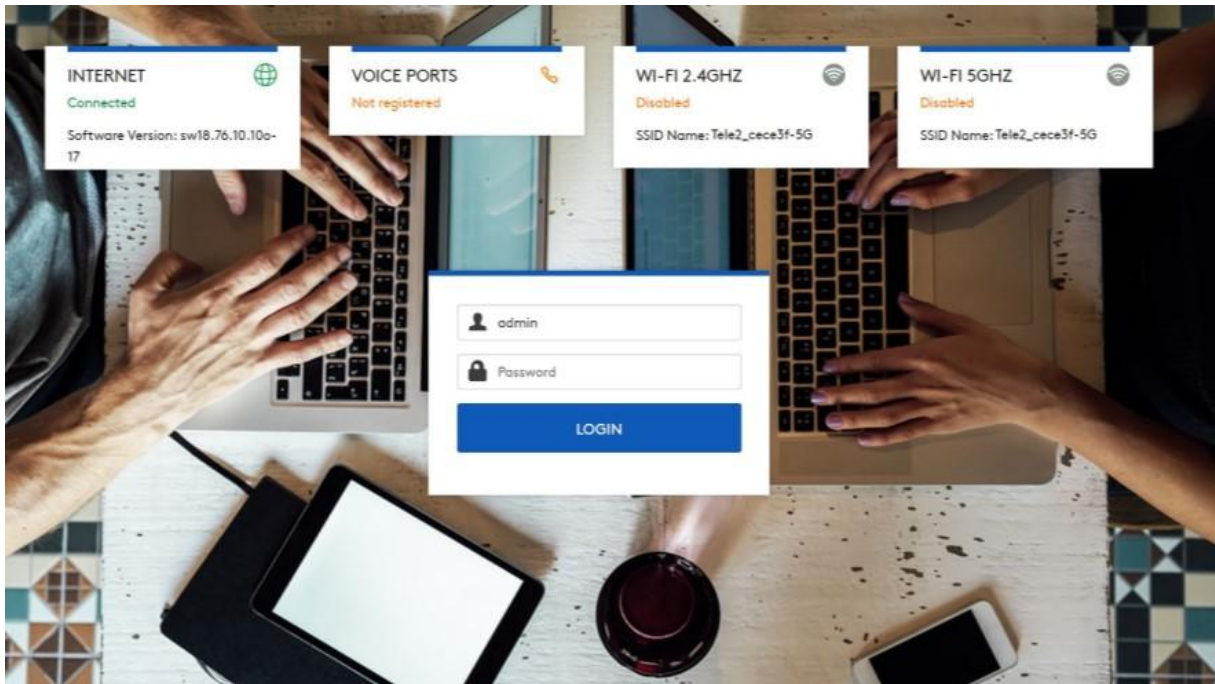 INTERNET
Connected
Software Version: sw18.76.10.10o-
17
VOICE PORTS
Not registered
WI-FI 2.4GHZ
Disabled
SSID Name: Tele2_cece3f-5G
WI-FI 5GHZ
Disabled
SSID Name: Tele2_cece3f-5G
admin
Password
LOGIN